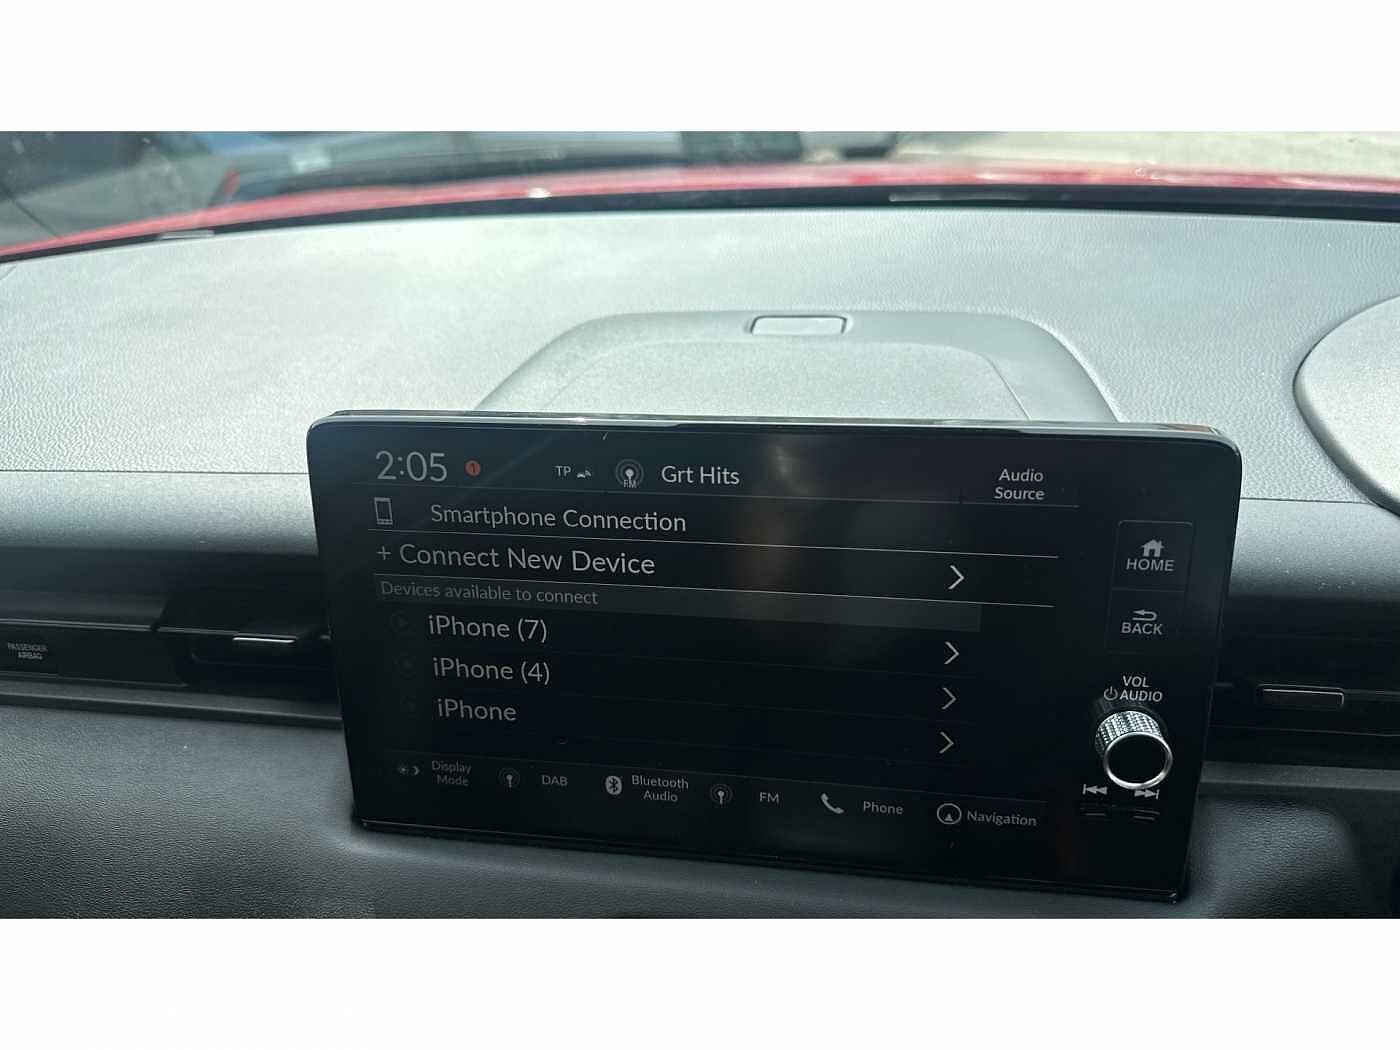 2:05 1 TP FM Grt Hits Audio
Source
Smartphone Connection
+ Connect New Device
Devices available to connect
iPhone (7)
iPhone (4)
iPhone
Display
Mode
DAB
Bluetooth
Audio
FM
Phone
Navigation
HOME
BACK
VOL
AUDIO
PASSENGER
AIRBAG